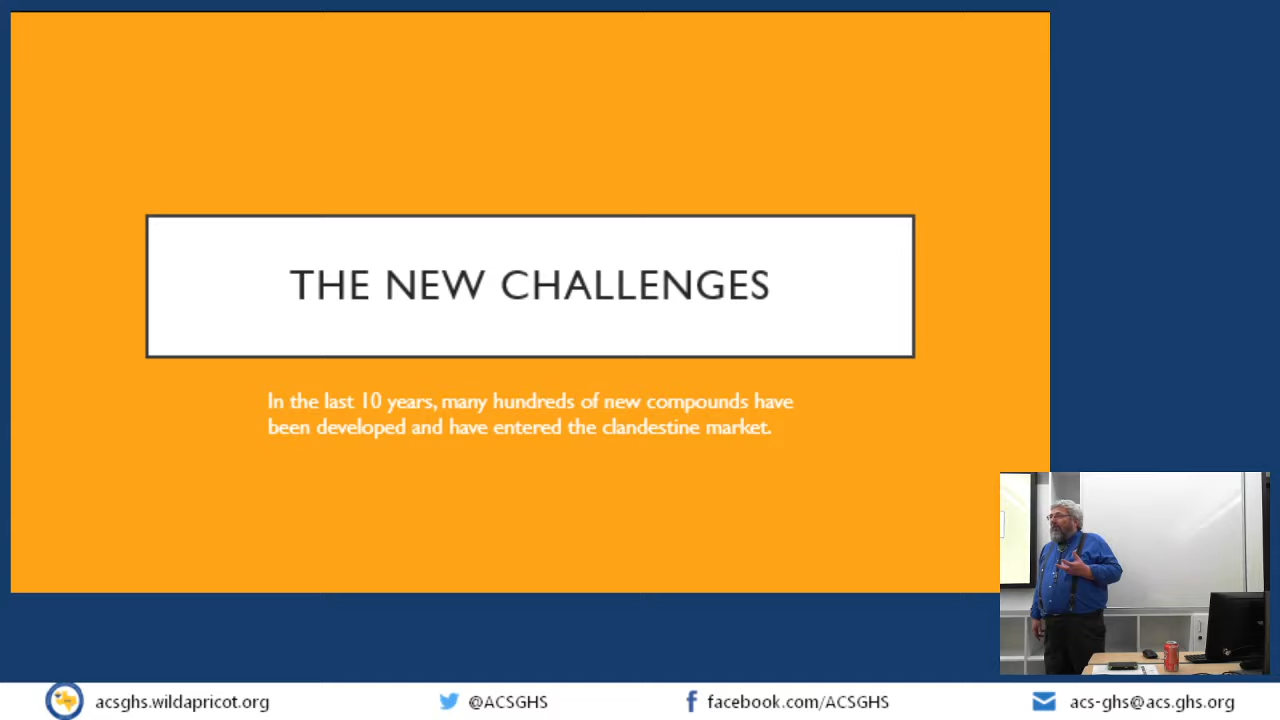 THE NEW CHALLENGES
In the last 10 years, many hundreds of new compounds have
been developed and have entered the clandestine market.
acsghs.wildapricot.org
@ACSGHS
facebook.com/ACSGHS
acs-ghs@acs.ghs.org